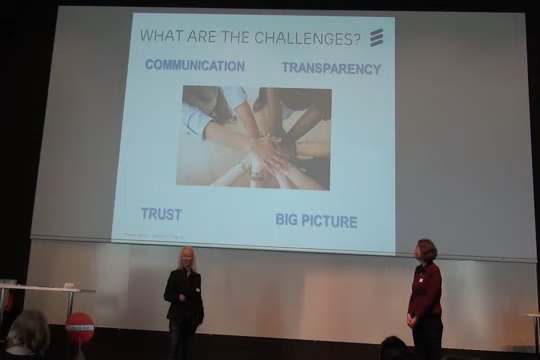 WHAT ARE THE CHALLENGES?
COMMUNICATION
TRANSPARENCY
TRUST
BIG PICTURE